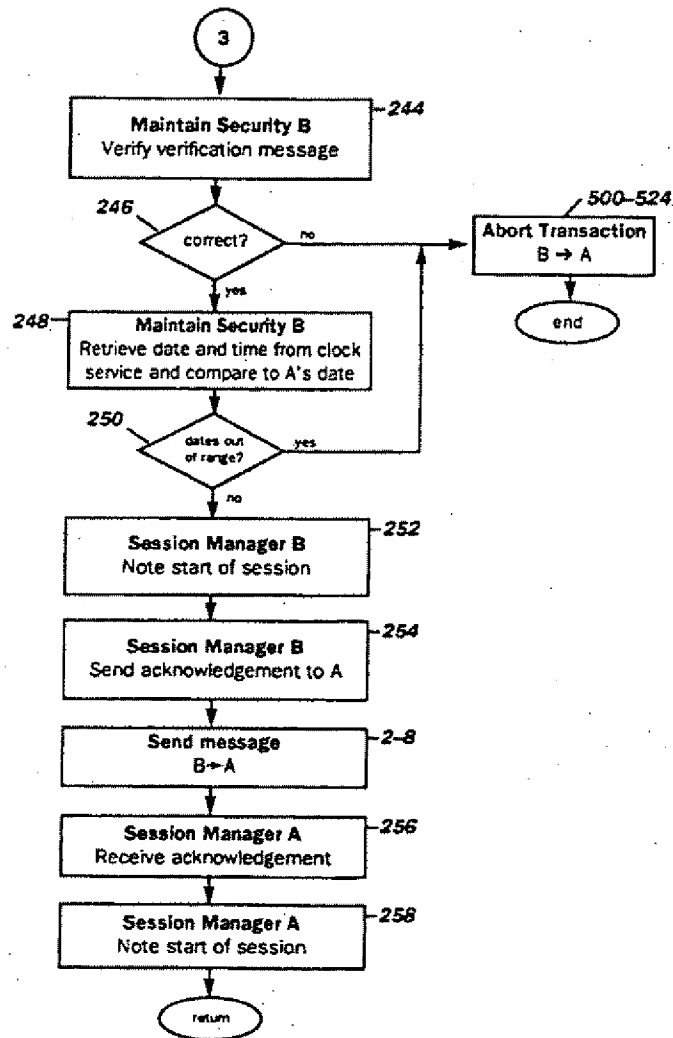 3
Maintain Security B
Verify verification message
244
246
correct?
no
yes
500-524
Abort Transaction
B → A
end
248
Maintain Security B
Retrieve date and time from clock
service and compare to A's date
250
dates out
of range?
yes
no
Session Manager B
Note start of session
252
Session Manager B
Send acknowledgement to A
254
Send message
B→A
2-8
Session Manager A
Receive acknowledgement
256
Session Manager A
Note start of session
258
return